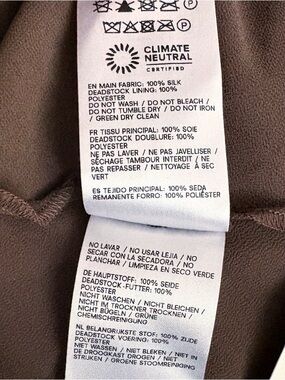 CLIMATE
NEUTRAL
CERTIFIED
EN MAIN FABRIC: 100% SILK
DEADSTOCK LINING: 100%
POLYESTER
DO NOT WASH / DO NOT BLEACH /
DO NOT TUMBLE DRY / DO NOT IRON
/ GREEN DRY CLEAN
FR TISSU PRINCIPAL: 100% SOIE
DEADSTOCK DOUBLURE: 100%
POLYESTER
NE PAS LAVER / NE PAS JAVELLISER /
SÉCHAGE TAMBOUR INTERDIT / NE
PAS REPASSER / NETTOYAGE À SEC
VERT
ES TEJIDO PRINCIPAL: 100% SEDA
REMANENTE FORRO: 100% POLIÉSTER
NO LAVAR / NO USAR LEJIA / NO
SECAR CON LA SECADORA / NO
PLANCHAR / LIMPIEZA EN SECO VERDE
DE HAUPTSTOFF: 100% SEIDE
DEADSTOCK-FUTTER: 100%
POLYESTER
NICHT WASCHEN / NICHT BLEICHEN /
NICHT IM TROCKNER TROCKNEN /
NICHT BÜGELN / GRÜNE
CHEMISCHREINIGUNG
NL BELANGRIJKSTE STOF: 100% ZIJDE
DEADSTOCK VOERING: 100%
POLYESTER
NIET WASSEN / NIET BLEKEN / NIET IN
DE DROOGKAST DROGEN / NIET
STRIJKEN / GROENE STOOMREINIGING